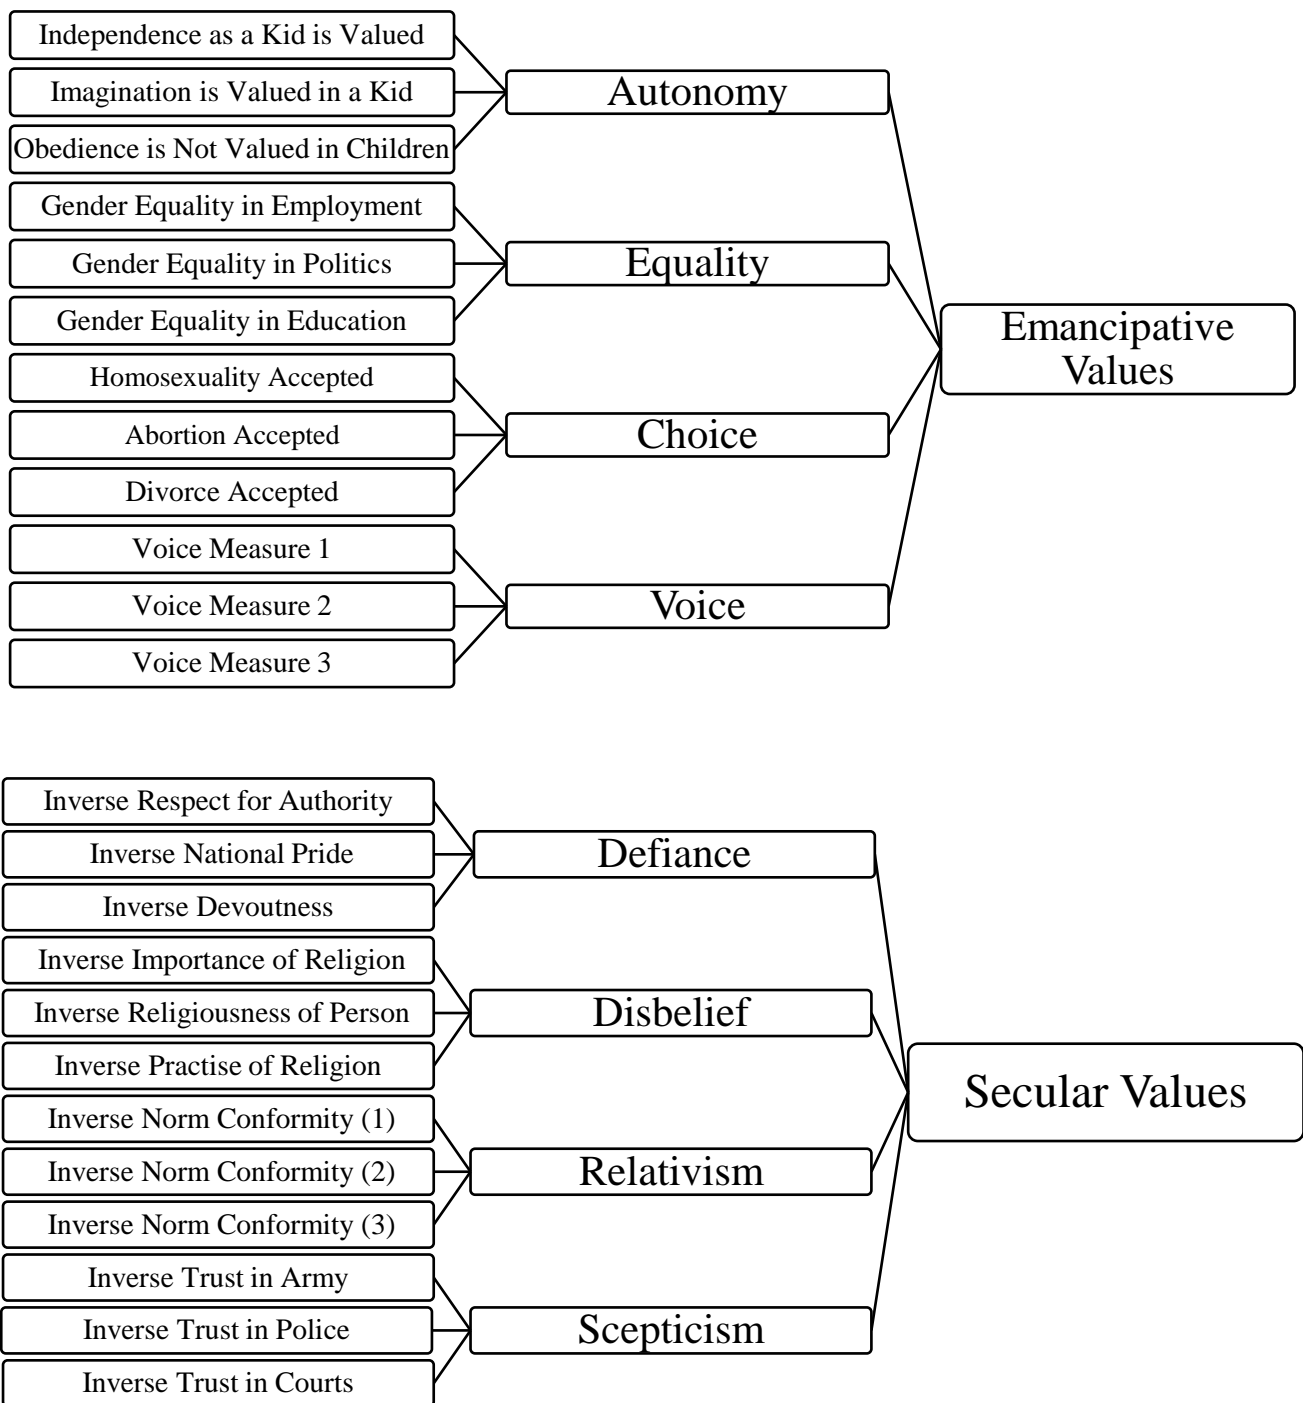 Independence as a Kid is Valued
Imagination is Valued in a Kid
Obedience is Not Valued in Children
Autonomy
Gender Equality in Employment
Gender Equality in Politics
Gender Equality in Education
Equality
Homosexuality Accepted
Abortion Accepted
Divorce Accepted
Choice
Voice Measure 1
Voice Measure 2
Voice Measure 3
Voice
Emancipative
Values
Inverse Respect for Authority
Inverse National Pride
Inverse Devoutness
Defiance
Inverse Importance of Religion
Inverse Religiousness of Person
Inverse Practise of Religion
Disbelief
Inverse Norm Conformity (1)
Inverse Norm Conformity (2)
Inverse Norm Conformity (3)
Relativism
Inverse Trust in Army
Inverse Trust in Police
Inverse Trust in Courts
Scepticism
Secular Values